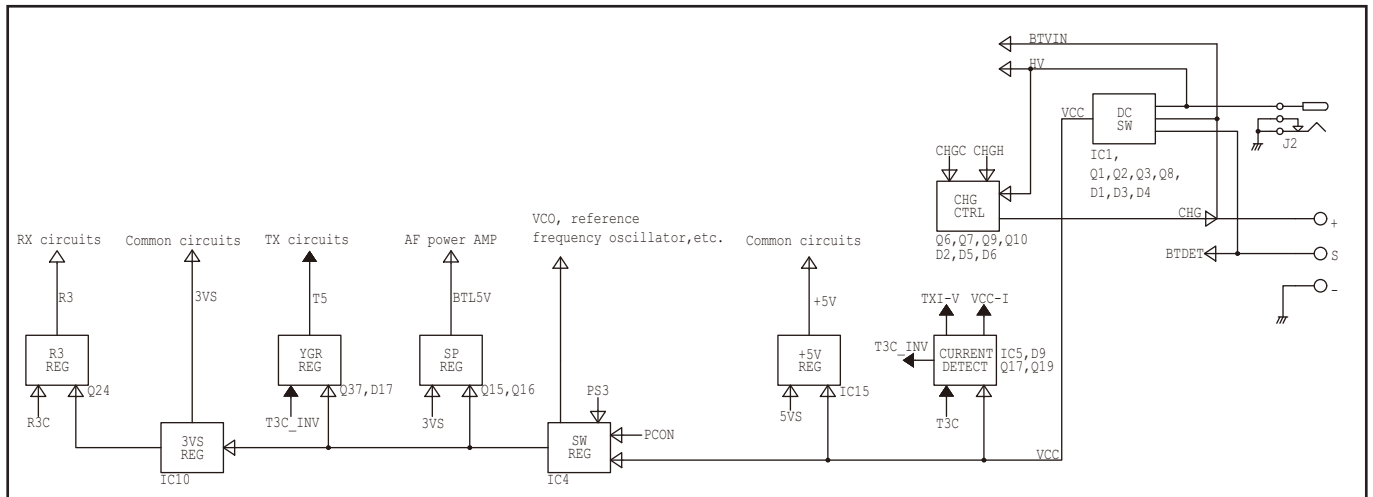 BTVIN
HV
VCC
DC
SW
J2
IC1,
Q1,Q2,Q3,Q8,
D1,D3,D4
CHGC CHGH
CHG
CTRL
CHG
+
Q6,Q7,Q9,Q10
D2,D5,D6
BTDET
S
-
VCO, reference
frequency oscillator,etc.
RX circuits
Common circuits
TX circuits
AF power AMP
Common circuits
R3
3VS
T5
BTL5V
+5V
TXI-V VCC-I
T3C_INV
R3
REG
Q24
YGR
REG
Q37,D17
SP
REG
Q15,Q16
+5V
REG
IC15
CURRENT
DETECT
IC5,D9
Q17,Q19
R3C
T3C_INV
3VS
PS3
5VS
T3C
3VS
REG
IC10
SW
REG
IC4
PCON
VCC